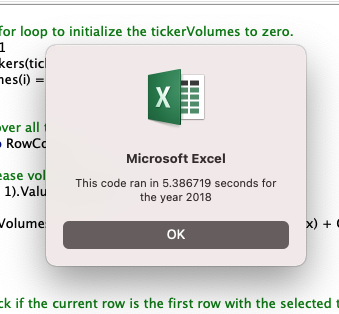 for loop to initialize the tickerVolumes to zero.
1
kers(tic
nes(i) =
over all
RowCo
ease vol
1).Valu
Volumes
x) +
ck if the current row is the first row with the selected
X
Microsoft Excel
This code ran in 5.386719 seconds for
the year 2018
OK